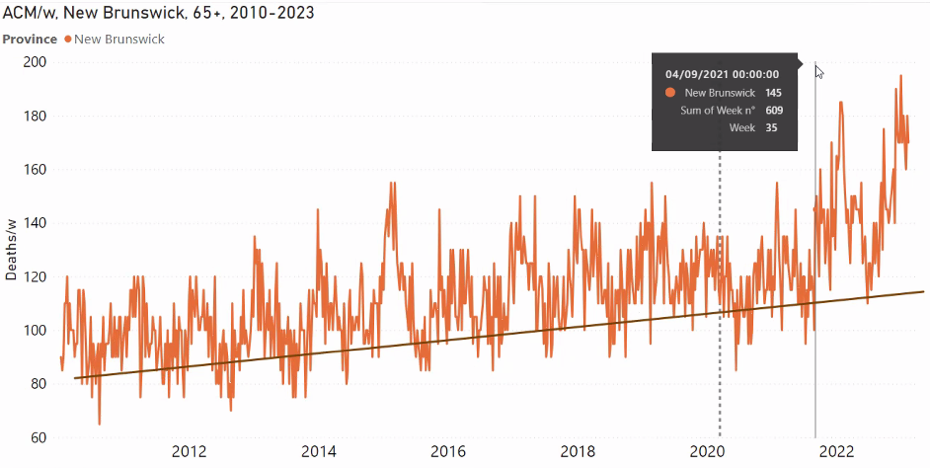 ACM/w, New Brunswick, 65+, 2010-2023
Province New Brunswick
200
180
160
140
120
100
80
60
Deaths/w
04/09/2021 00:00:00
New Brunswick 145
Sum of Week n° 609
Week 35
2012 2014 2016 2018 2020 2022